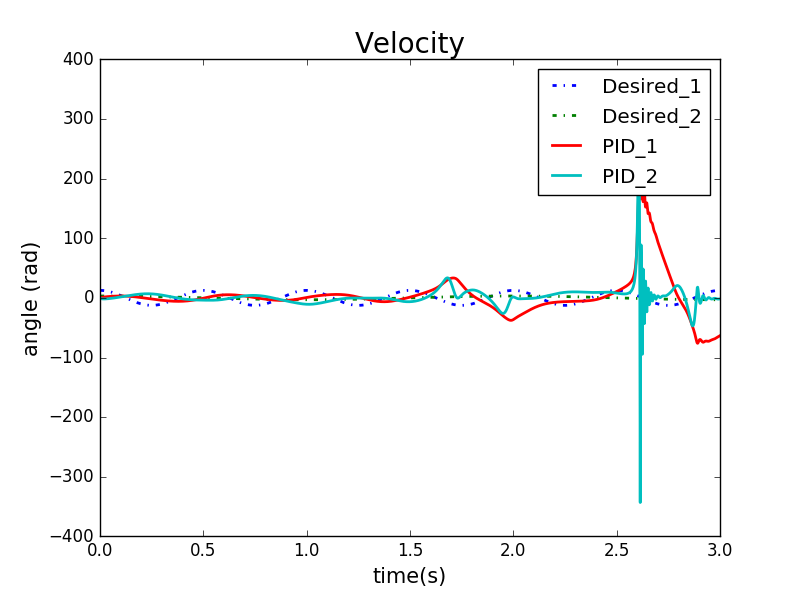 Velocity
400
300
200
100
0
−100
−200
−300
−400
angle (rad)
0.0 0.5 1.0 1.5 2.0 2.5 3.0
time(s)
Desired_1
Desired_2
PID_1
PID_2